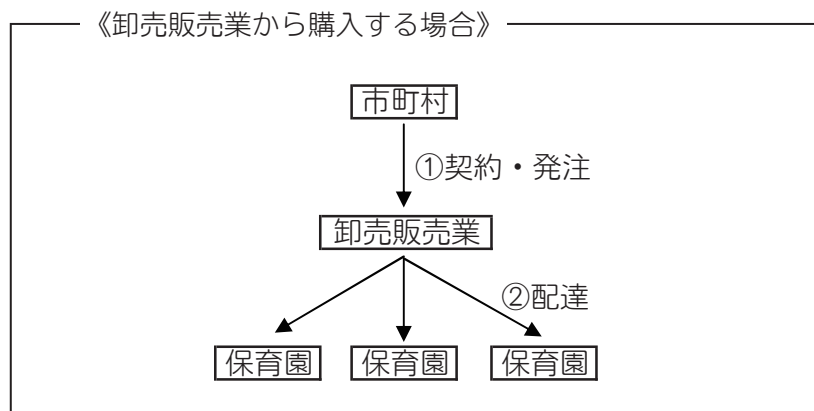 《卸売販売業から購入する場合》
市町村
①契約・発注
卸売販売業
②配達
保育園 保育園 保育園